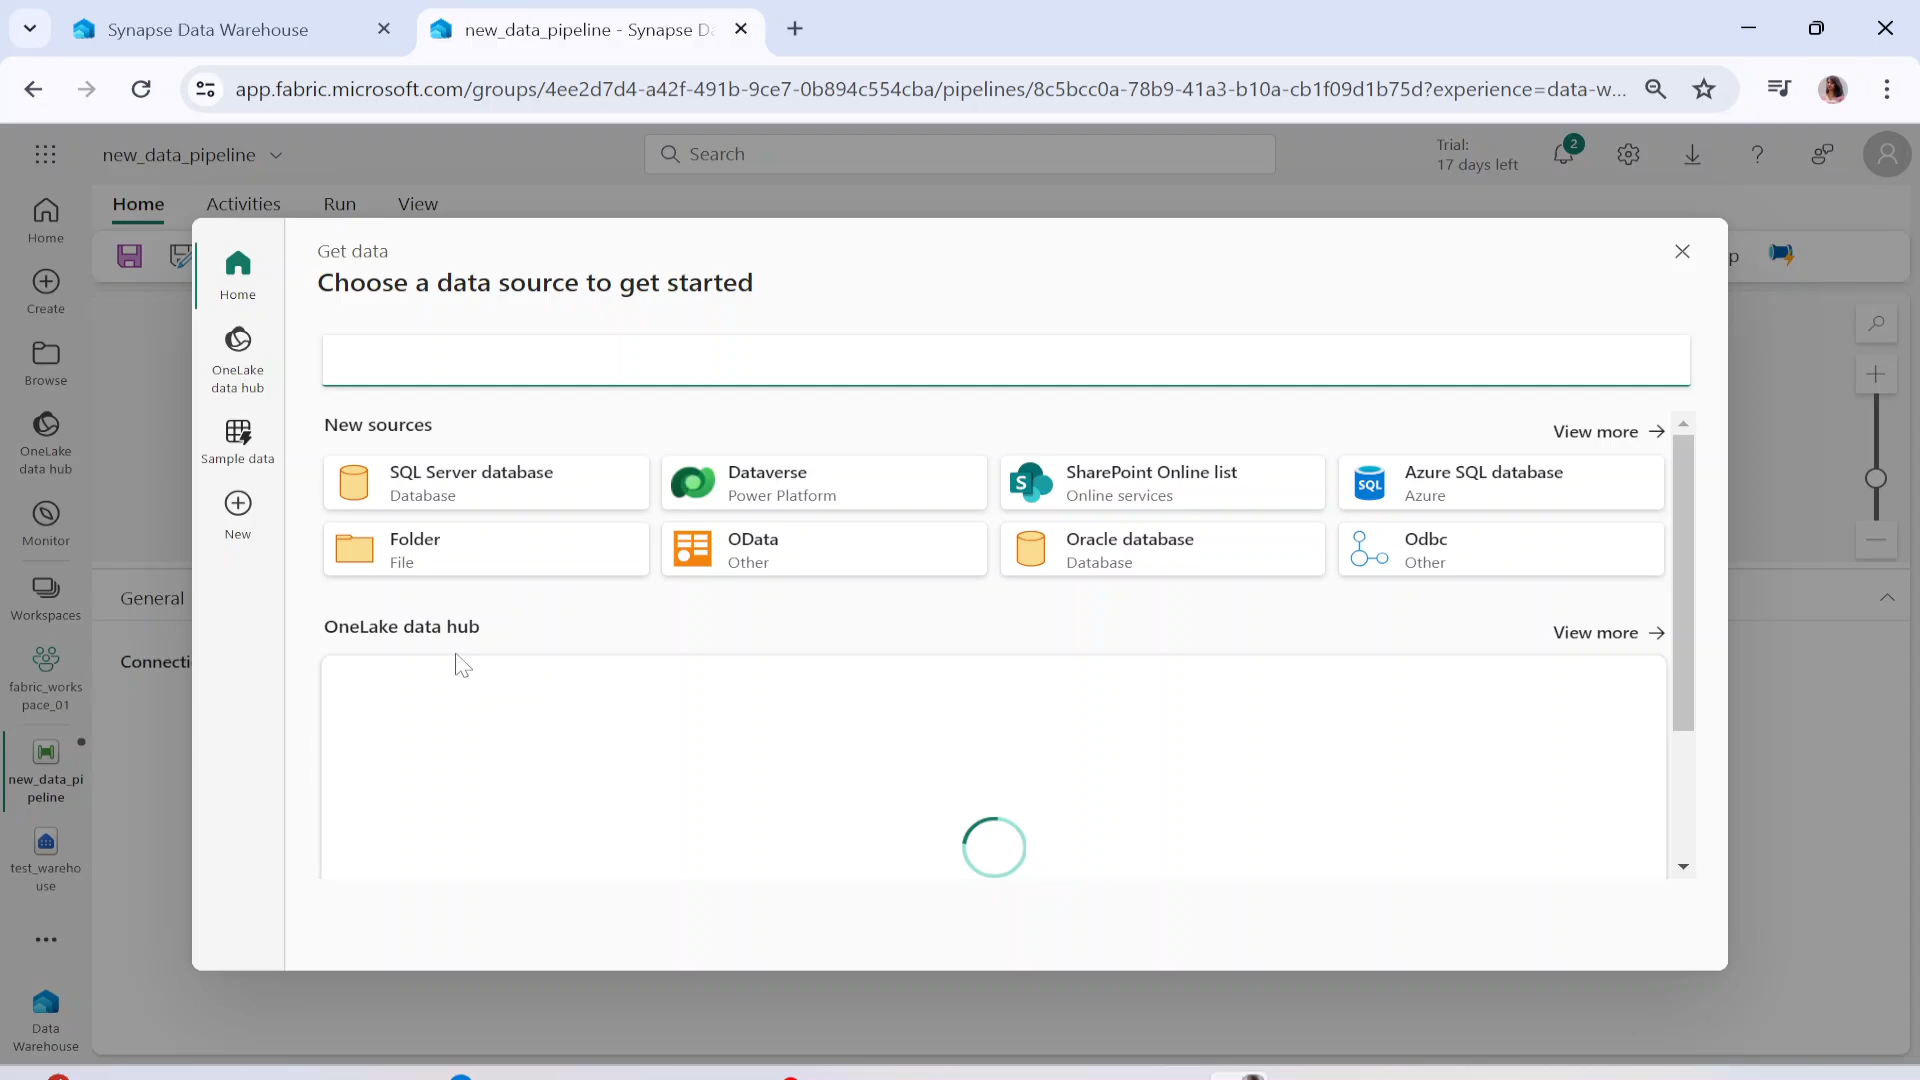 Synapse Data Warehouse
new_data_pipeline - Synapse Da
app.fabric.microsoft.com/groups/4ee2d7d4-a42f-491b-9ce7-0b894c554cba/pipelines/8c5bcc0a-78b9-41a3-b10a-cb1f09d1b75d?experience=data-w...
new_data_pipeline
Search
Trial:
17 days left
2
Home
Activities
Run
View
Home
Create
Browse
OneLake
data hub
Monitor
Workspaces
fabric_works
pace_01
new_data_pi
peline
test_wareho
use
Data
Warehouse
General
Connecti
p
Home
OneLake
data hub
Sample data
New
Get data
Choose a data source to get started
New sources
View more
SQL Server database
Database
Dataverse
Power Platform
S
SharePoint Online list
Online services
SQL
Azure SQL database
Azure
Folder
File
OData
Other
Oracle database
Database
Odbc
Other
OneLake data hub
View more